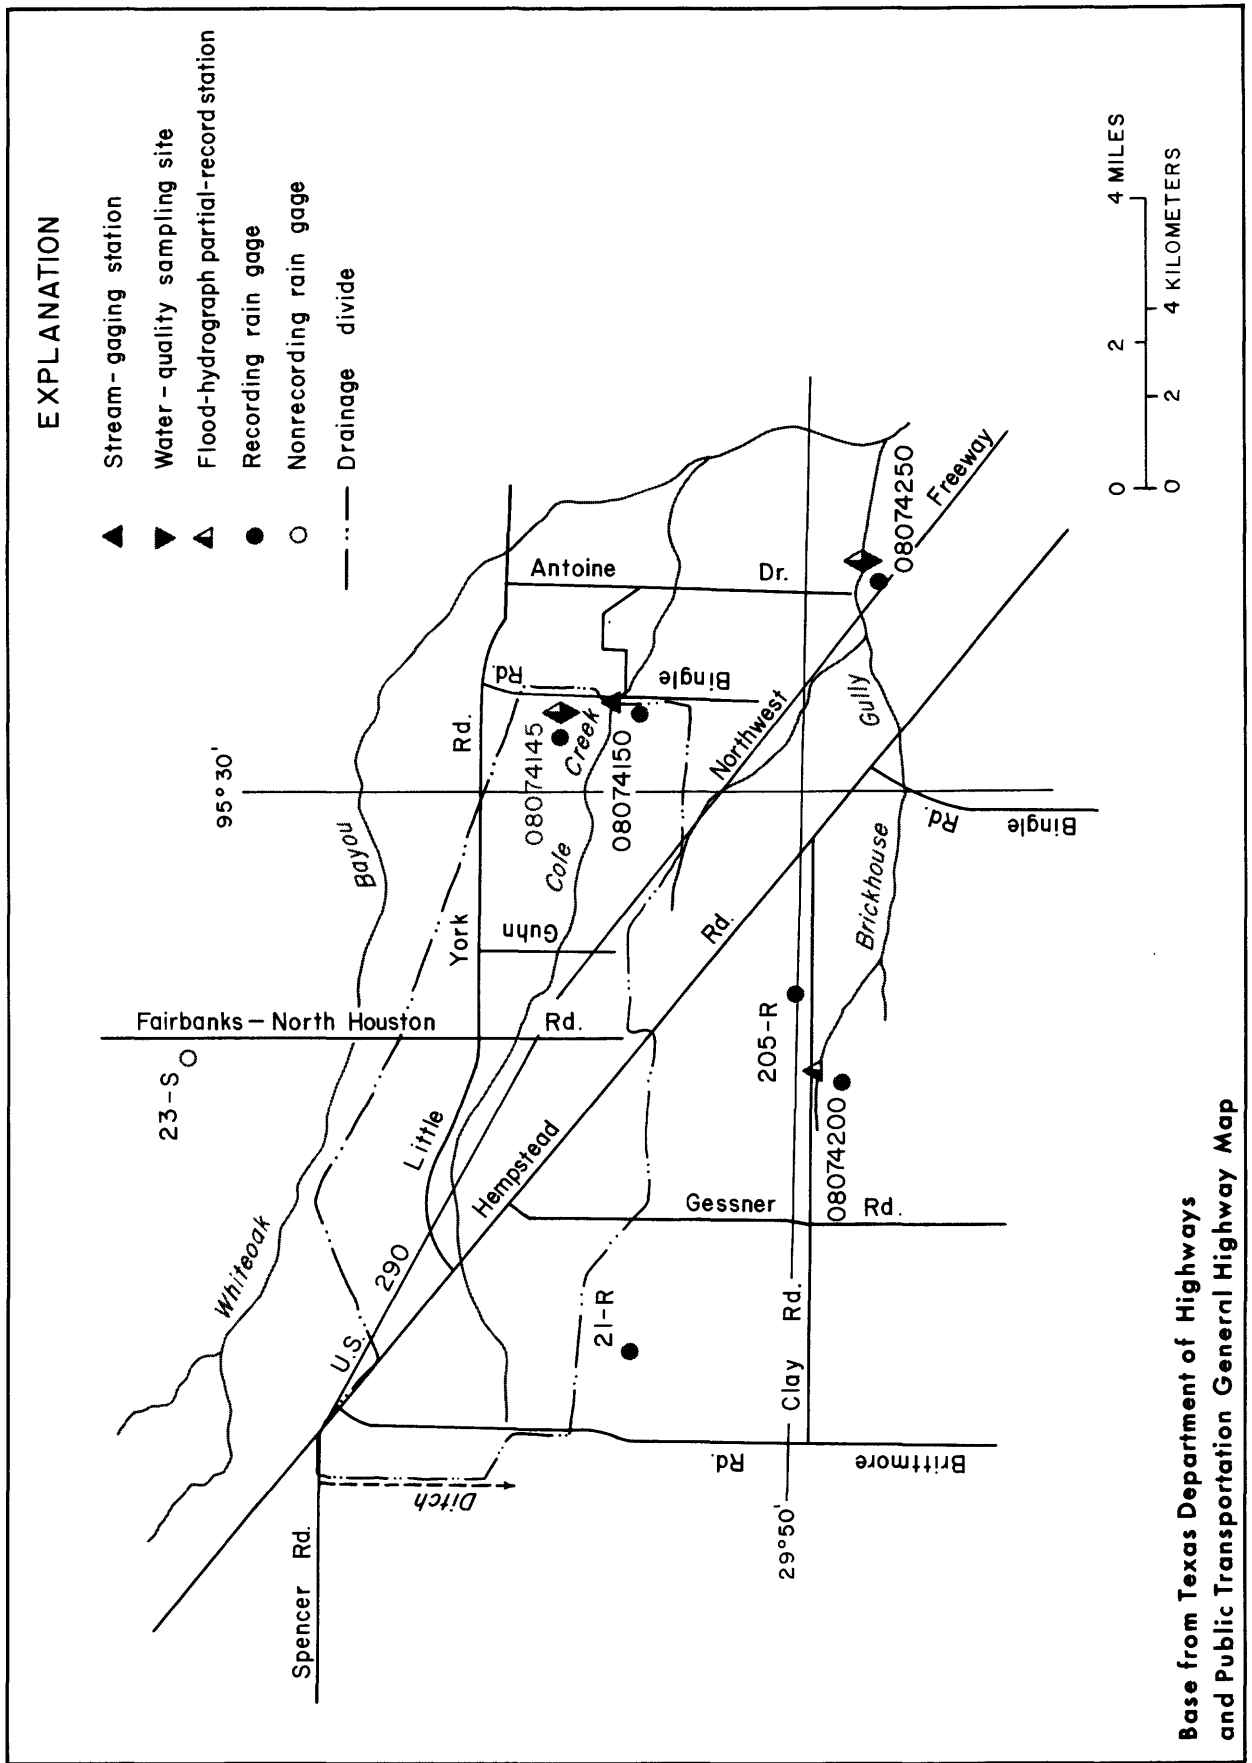 EXPLANATION
Stream-gaging station
Water-quality sampling site
Flood-hydrograph partial-record station
Recording rain gage
Nonrecording rain gage
Drainage divide
95°30'
23-S
Fairbanks — North Houston
Rd.
Whiteoak
Bayou
U.S.
290
Little
York
Rd.
Guhn
Cole
Creek
08074145
08074150
Rd.
Bingle
Antoine
Dr.
Hempstead
Rd.
Northwest
Freeway
Spencer Rd.
Ditch
21-R
Gessner
Rd.
205-R
08074200
Brickhouse
Gully
08074250
Rd.
Bingle
Clay Rd.
29°50'
Rd.
Brittmore
0 2 4 MILES
0 2 4 KILOMETERS
Base from Texas Department of Highways
and Public Transportation General Highway Map